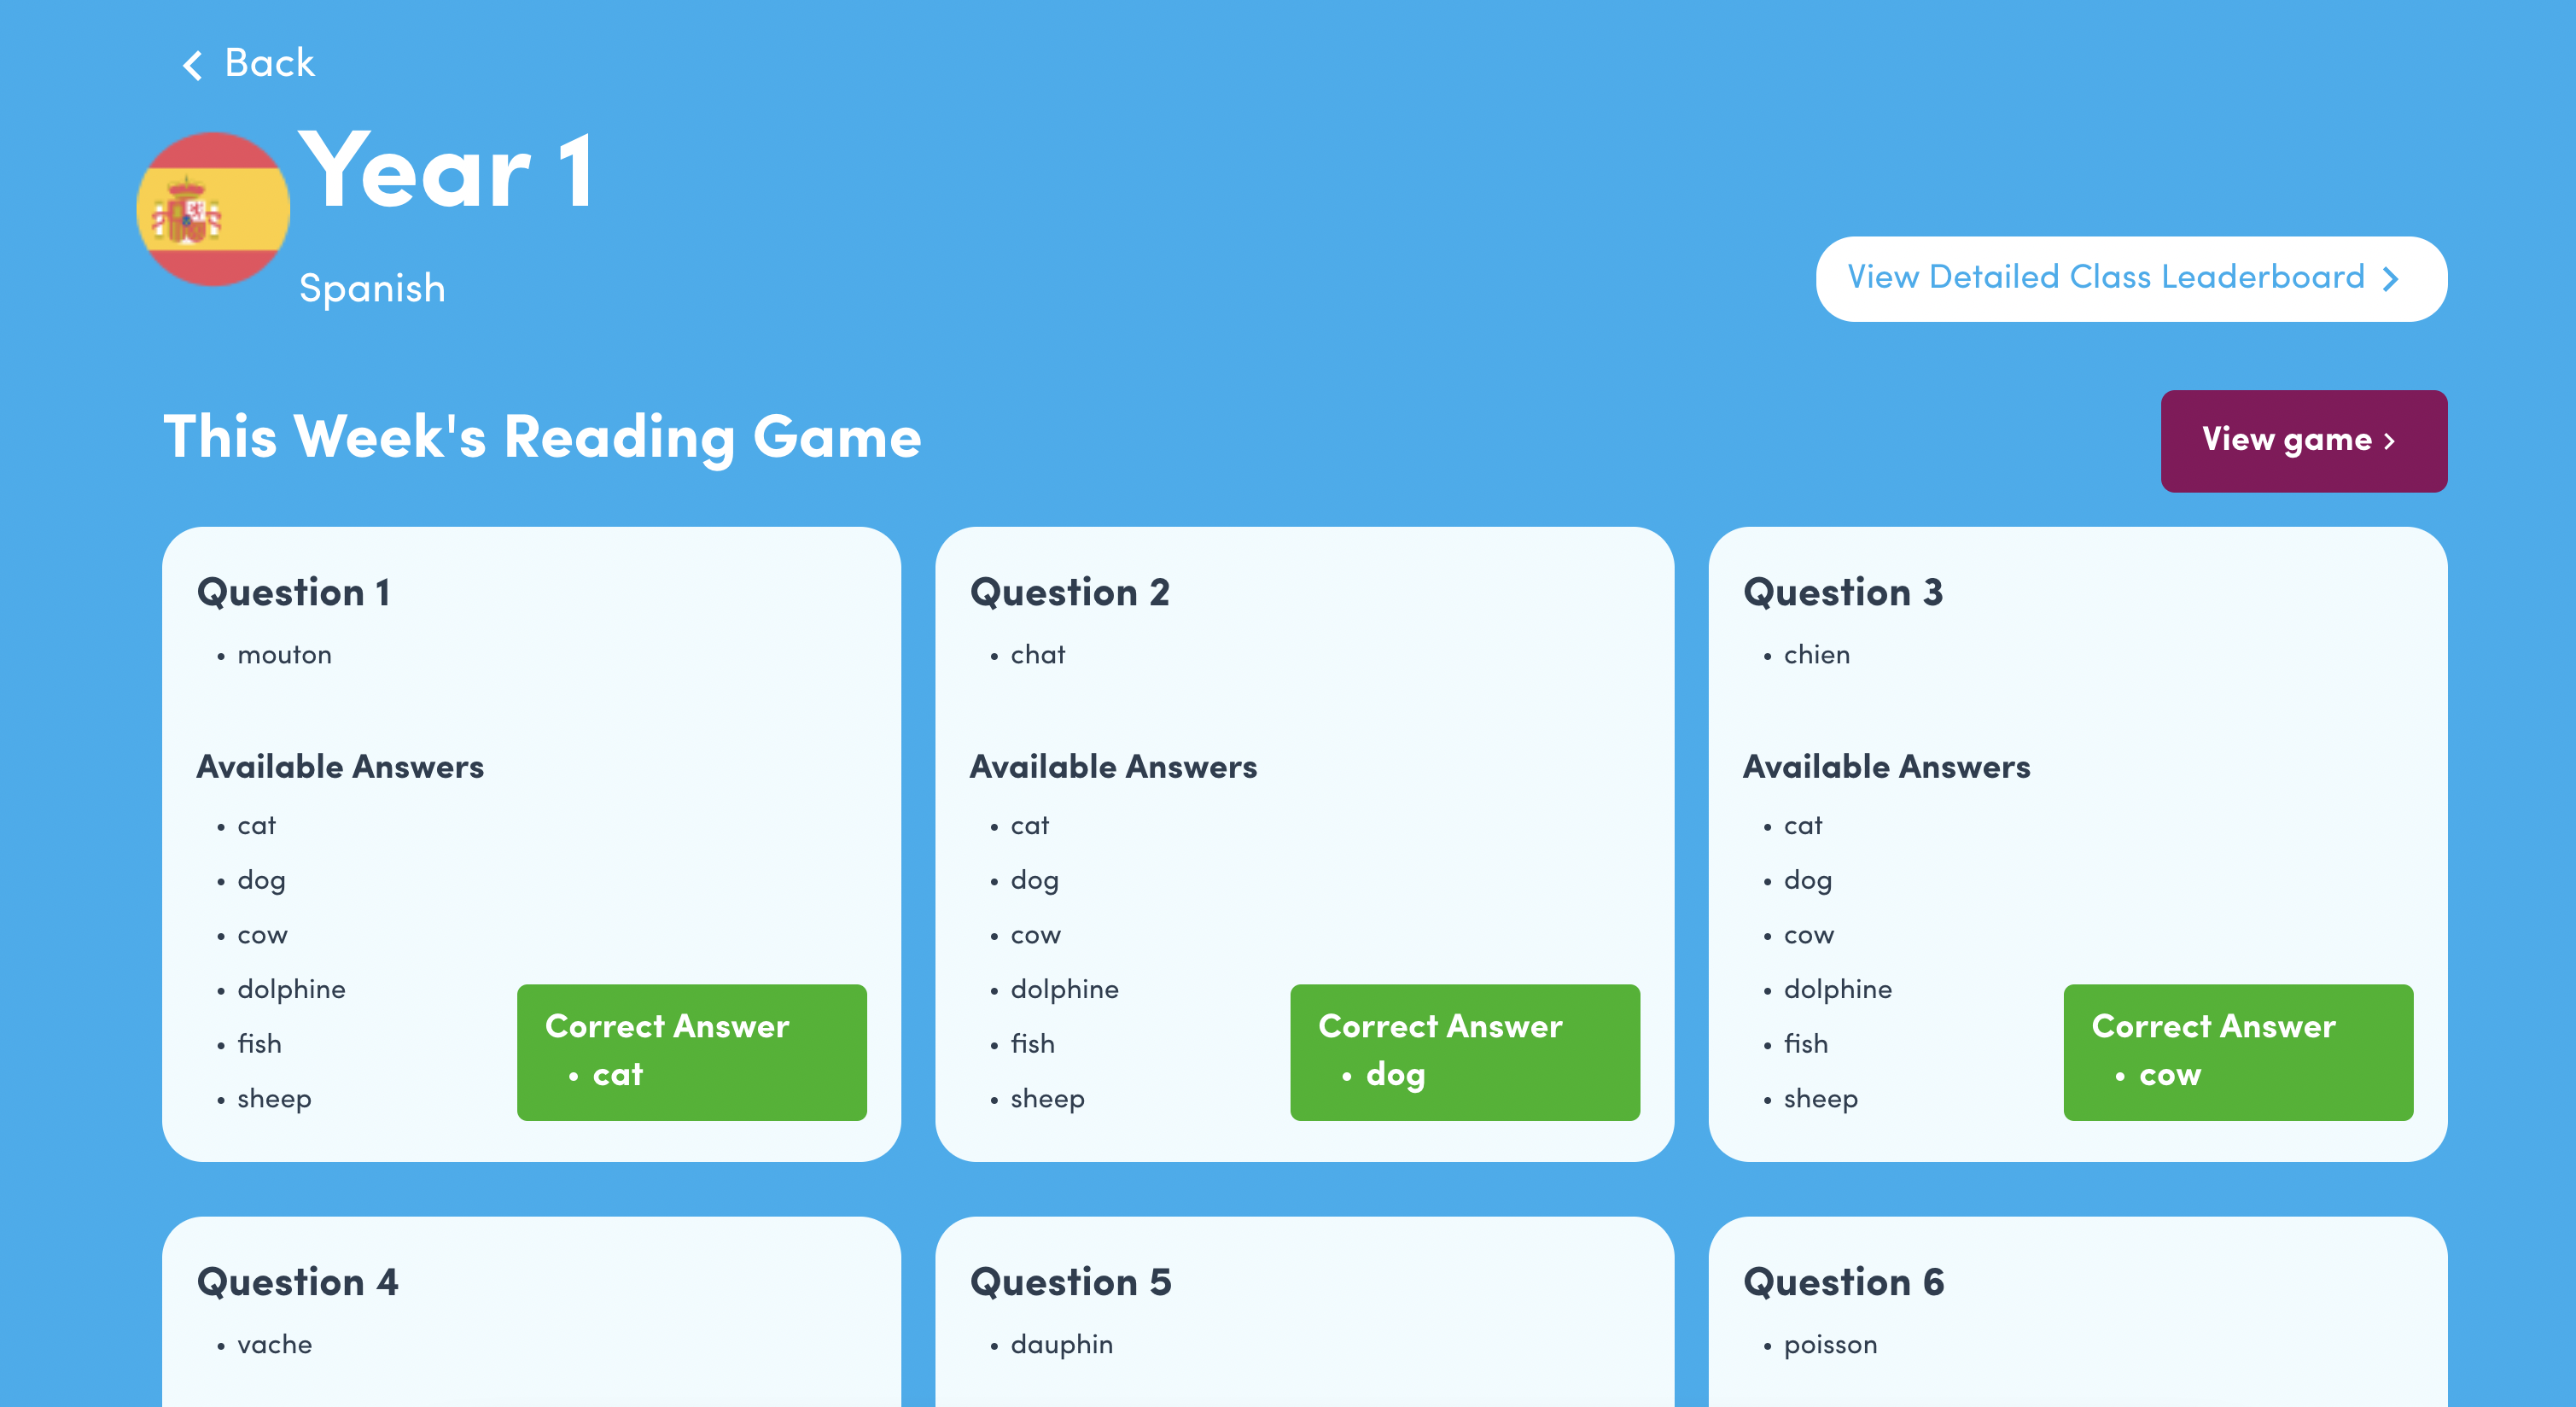 Back
Year 1
Spanish
View Detailed Class Leaderboard
This Week's Reading Game
View game
Question 1
• mouton
Available Answers
• cat
• dog
• cow
• dolphine
• fish
• sheep
Correct Answer
• cat
Question 2
• chat
Available Answers
• cat
• dog
• cow
• dolphine
• fish
• sheep
Correct Answer
• dog
Question 3
• chien
Available Answers
• cat
• dog
• cow
• dolphine
• fish
• sheep
Correct Answer
• cow
Question 4
• vache
Question 5
• dauphin
Question 6
• poisson